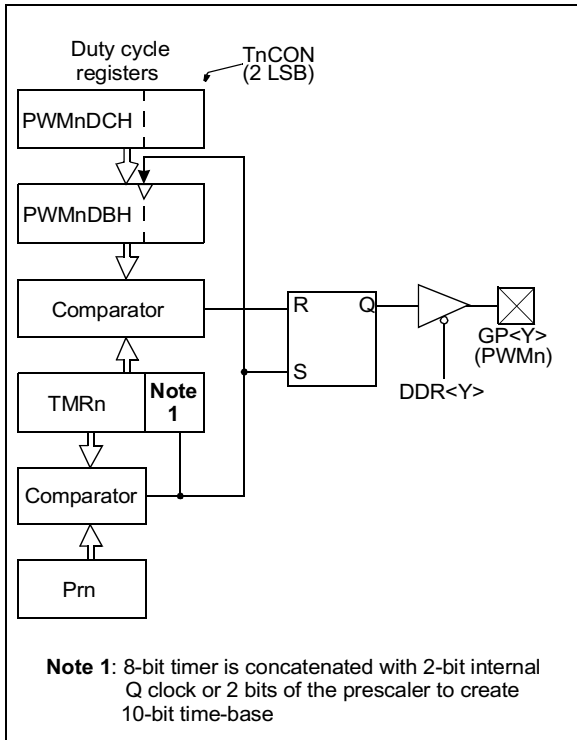 Duty cycle
registers
TnCON
(2 LSB)
PWMnDCH
PWMnDBH
Comparator
R
Q
GP<Y>
(PWMn)
TMRn
Note
1
S
DDR<Y>
Comparator
Prn
Note 1: 8-bit timer is concatenated with 2-bit internal
Q clock or 2 bits of the prescaler to create
10-bit time-base